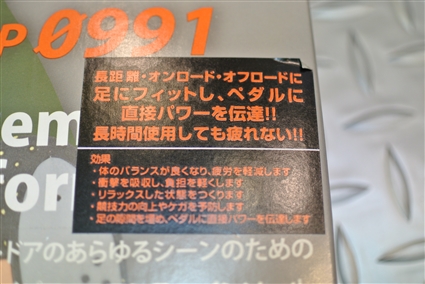 P0991
長距離・オンロード・オフロードに
足にフィットし、ペダルに
直接パワーを伝達!!
長時間使用しても疲れない!!
em
for
効果
・体のバランスが良くなり、疲労を軽減します
・衝撃を吸収し、負担を軽くします
・リラックスした状態をつくります
・競技力の向上やケガを予防します
・足の隙間を埋め、ペダルに直接パワーを伝達します
ドアのあらゆるシーンのための